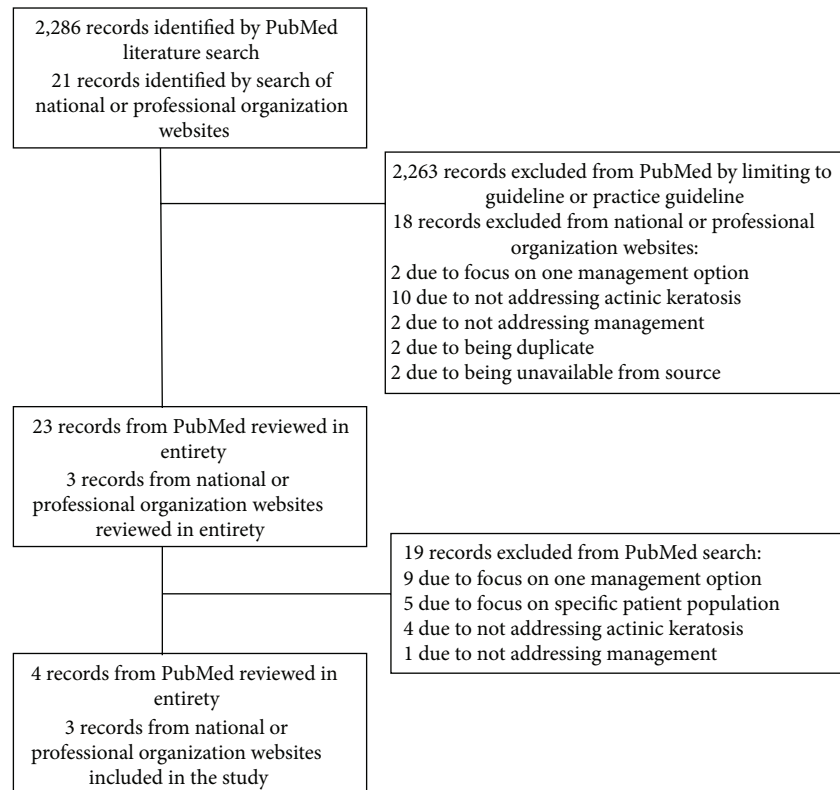 2,286 records identified by PubMed
literature search
21 records identified by search of
national or professional organization
websites
2,263 records excluded from PubMed by limiting to
guideline or practice guideline
18 records excluded from national or professional
organization websites:
2 due to focus on one management option
10 due to not addressing actinic keratosis
2 due to not addressing management
2 due to being duplicate
2 due to being unavailable from source
23 records from PubMed reviewed in
entirety
3 records from national or
professional organization websites
reviewed in entirety
19 records excluded from PubMed search:
9 due to focus on one management option
5 due to focus on specific patient population
4 due to not addressing actinic keratosis
1 due to not addressing management
4 records from PubMed reviewed in
entirety
3 records from national or
professional organization websites
included in the study